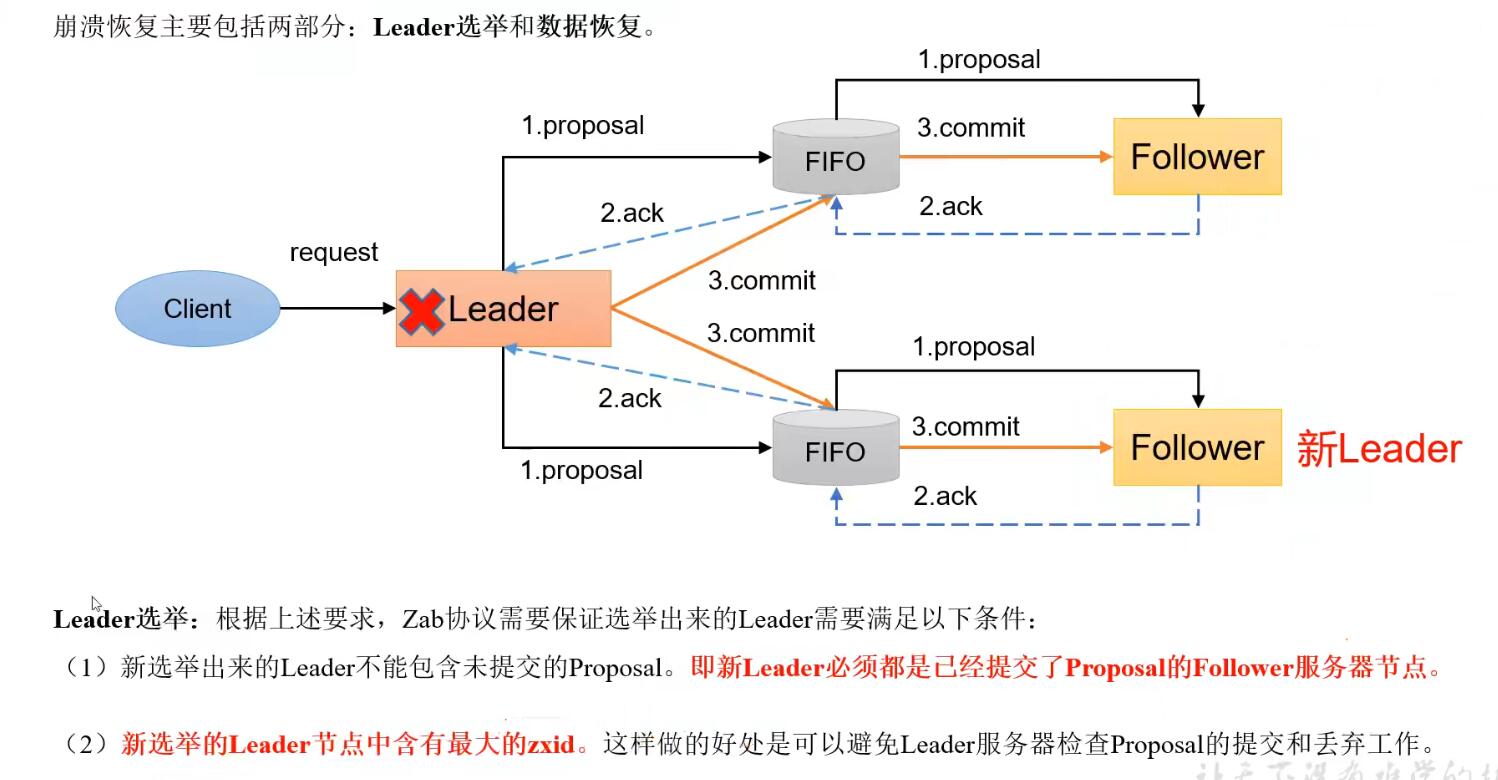 崩溃恢复主要包括两部分：Leader选举和数据恢复。
1.proposal
1.proposal
FIFO
3.commit
Follower
2.ack
2.ack
request
3.commit
Client
Leader
3.commit
1.proposal
2.ack
3.commit
FIFO
Follower
新Leader
1.proposal
2.ack
Leader选举：根据上述要求，Zab协议需要保证选举出来的Leader需要满足以下条件：
（1）新选举出来的Leader不能包含未提交的Proposal。即新Leader必须都是已经提交了Proposal的Follower服务器节点。
（2）新选举的Leader节点中含有最大的zxid。这样做的好处是可以避免Leader服务器检查Proposal的提交和丢弃工作。